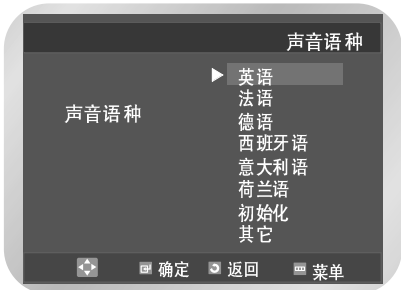 声音语种
声音语种
英语
法语
德语
西班牙语
意大利语
荷兰语
初始化
其它
确定 返回 菜单